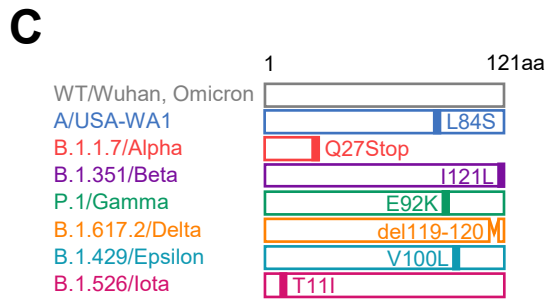 C
1 121aa
WT/Wuhan, Omicron
A/USA-WA1 L84S
B.1.1.7/Alpha Q27Stop
B.1.351/Beta I121L
P.1/Gamma E92K
B.1.617.2/Delta del119-120
B.1.429/Epsilon V100L
B.1.526/Iota T11I